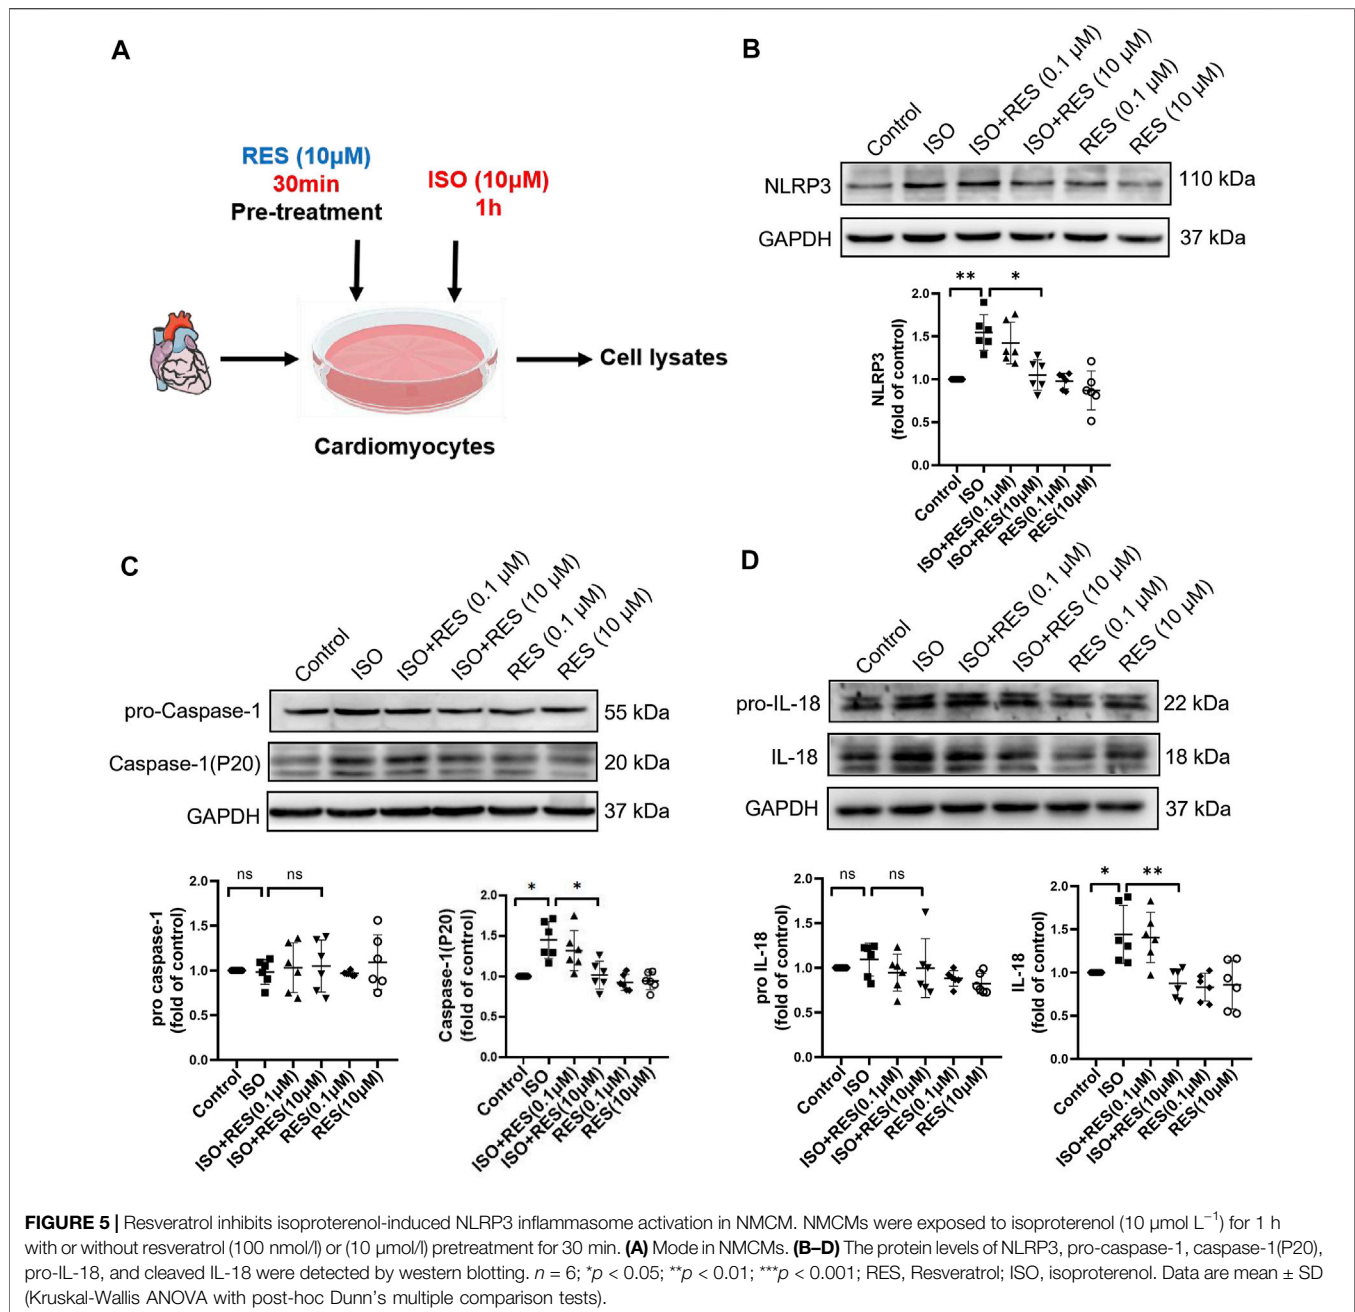 A
RES (10µM)
30min
Pre-treatment
ISO (10µM)
1h
Cell lysates
Cardiomyocytes
B
Control
ISO
ISO+RES (0.1 µM)
ISO+RES (10 µM)
RES (0.1 µM)
RES (10 µM)
NLRP3
110 kDa
GAPDH
37 kDa
** *
NLRP3
(fold of control)
2.0
1.5
1.0
0.5
0.0
Control
ISO
ISO+RES(0.1µM)
ISO+RES(10µM)
RES(0.1µM)
RES(10µM)
C
Control
ISO
ISO+RES (0.1 µM)
ISO+RES (10 µM)
RES (0.1 µM)
RES (10 µM)
pro-Caspase-1
55 kDa
Caspase-1(P20)
20 kDa
GAPDH
37 kDa
ns ns
pro caspase-1
(fold of control)
2.0
1.5
1.0
0.5
0.0
Control
ISO
ISO+RES(0.1µM)
ISO+RES(10µM)
RES(0.1µM)
RES(10µM)
* *
Caspase-1(P20)
(fold of control)
2.0
1.5
1.0
0.5
0.0
Control
ISO
ISO+RES(0.1µM)
ISO+RES(10µM)
RES(0.1µM)
RES(10µM)
D
Control
ISO
ISO+RES (0.1 µM)
ISO+RES (10 µM)
RES (0.1 µM)
RES (10 µM)
pro-IL-18
22 kDa
IL-18
18 kDa
GAPDH
37 kDa
ns ns
pro IL-18
(fold of control)
2.0
1.5
1.0
0.5
0.0
Control
ISO
ISO+RES(0.1µM)
ISO+RES(10µM)
RES(0.1µM)
RES(10µM)
* **
IL-18
(fold of control)
2.0
1.5
1.0
0.5
0.0
Control
ISO
ISO+RES(0.1µM)
ISO+RES(10µM)
RES(0.1µM)
RES(10µM)
FIGURE 5 | Resveratrol inhibits isoproterenol-induced NLRP3 inflammasome activation in NMCM. NMCMs were exposed to isoproterenol (10 µmol L⁻¹) for 1 h
with or without resveratrol (100 nmol/l) or (10 µmol/l) pretreatment for 30 min. (A) Mode in NMCMs. (B–D) The protein levels of NLRP3, pro-caspase-1, caspase-1(P20),
pro-IL-18, and cleaved IL-18 were detected by western blotting. n = 6; *p < 0.05; **p < 0.01; ***p < 0.001; RES, Resveratrol; ISO, isoproterenol. Data are mean ± SD
(Kruskal-Wallis ANOVA with post-hoc Dunn's multiple comparison tests).